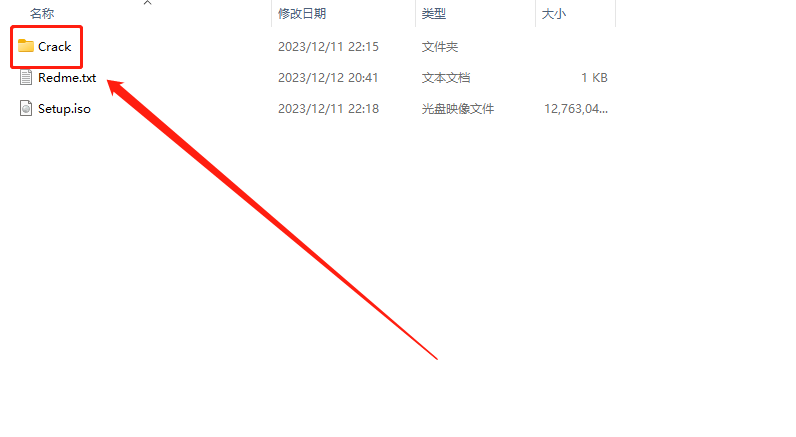 名称 修改日期 类型 大小
Crack 2023/12/11 22:15 文件夹
Redme.txt 2023/12/12 20:41 文本文档 1 KB
Setup.iso 2023/12/11 22:18 光盘映像文件 12,763,04...